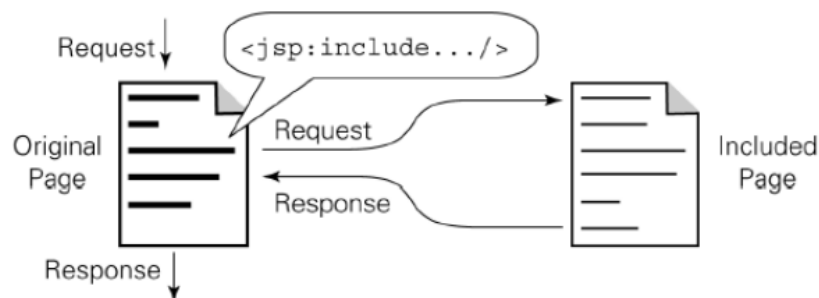 Request
<jsp:include.../>
Original
Page
Request
Response
Included
Page
Response